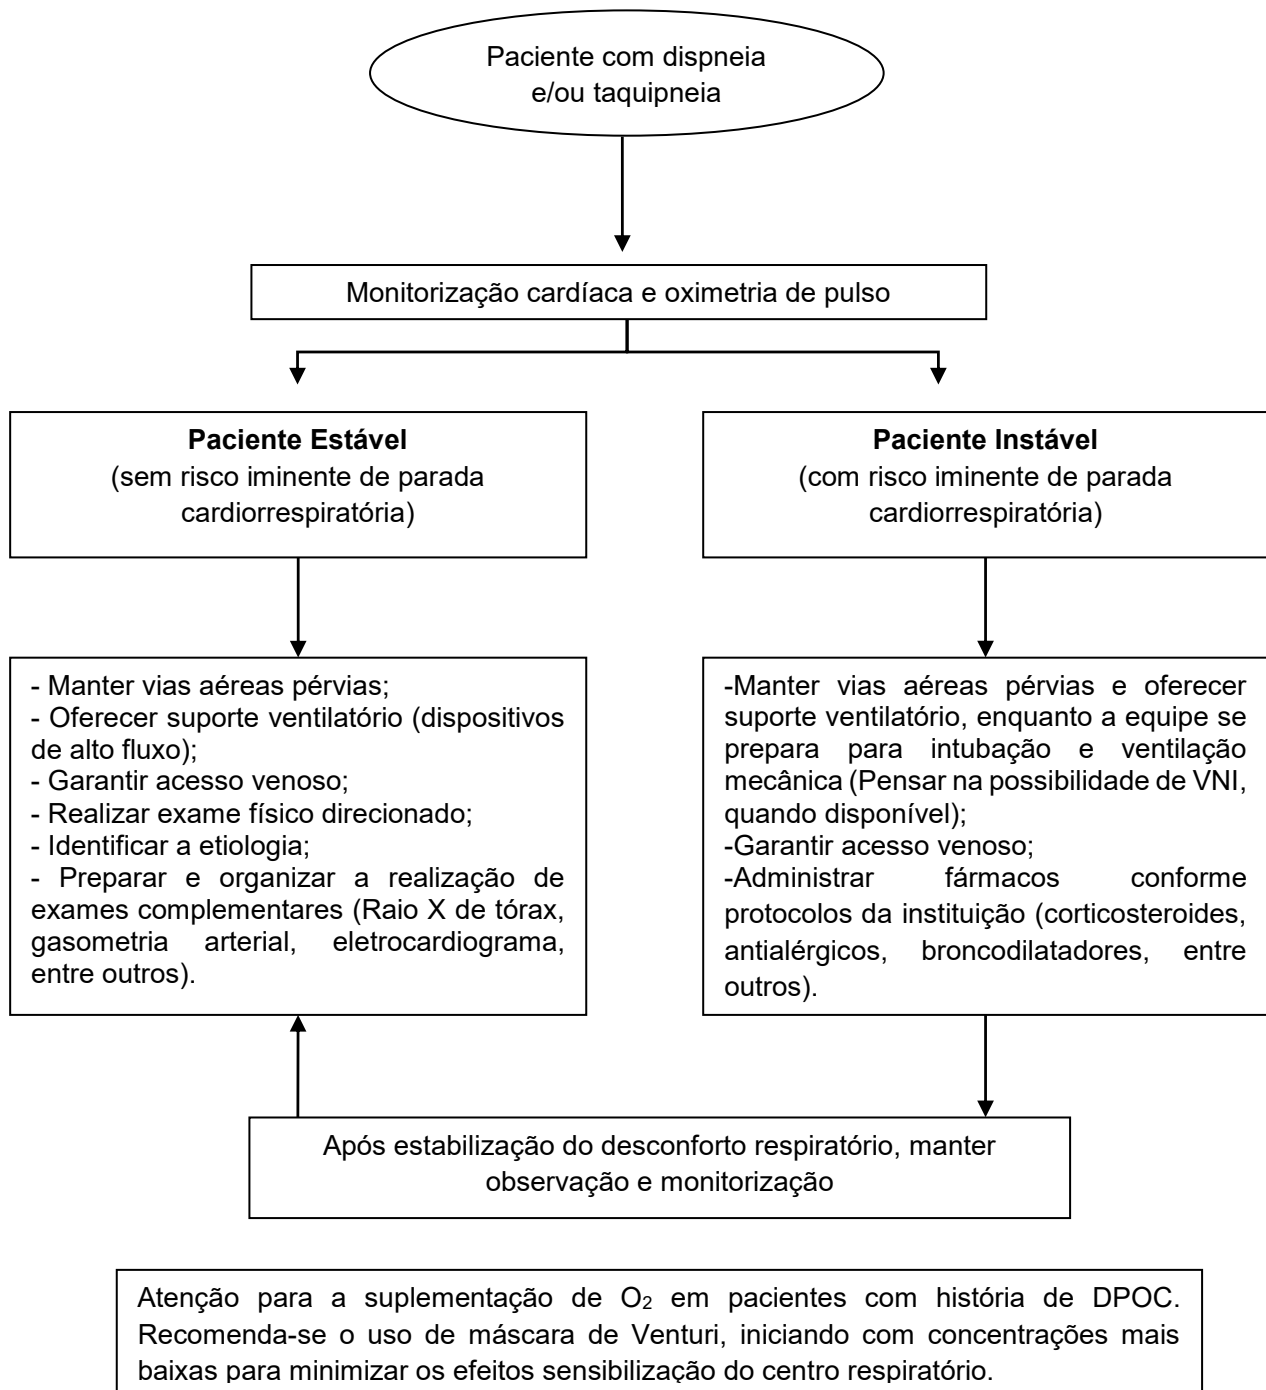 Paciente com dispneia
e/ou taquipneia
Monitorização cardíaca e oximetria de pulso
Paciente Estável
(sem risco iminente de parada
cardiorrespiratória)
Paciente Instável
(com risco iminente de parada
cardiorrespiratória)
- Manter vias aéreas pérvias;
- Oferecer suporte ventilatório (dispositivos
de alto fluxo);
- Garantir acesso venoso;
- Realizar exame físico direcionado;
- Identificar a etiologia;
- Preparar e organizar a realização de
exames complementares (Raio X de tórax,
gasometria arterial, eletrocardiograma,
entre outros).
-Manter vias aéreas pérvias e oferecer
suporte ventilatório, enquanto a equipe se
prepara para intubação e ventilação
mecânica (Pensar na possibilidade de VNI,
quando disponível);
-Garantir acesso venoso;
-Administrar fármacos conforme
protocolos da instituição (corticosteroides,
antialérgicos, broncodilatadores, entre
outros).
Após estabilização do desconforto respiratório, manter
observação e monitorização
Atenção para a suplementação de O₂ em pacientes com história de DPOC.
Recomenda-se o uso de máscara de Venturi, iniciando com concentrações mais
baixas para minimizar os efeitos sensibilização do centro respiratório.